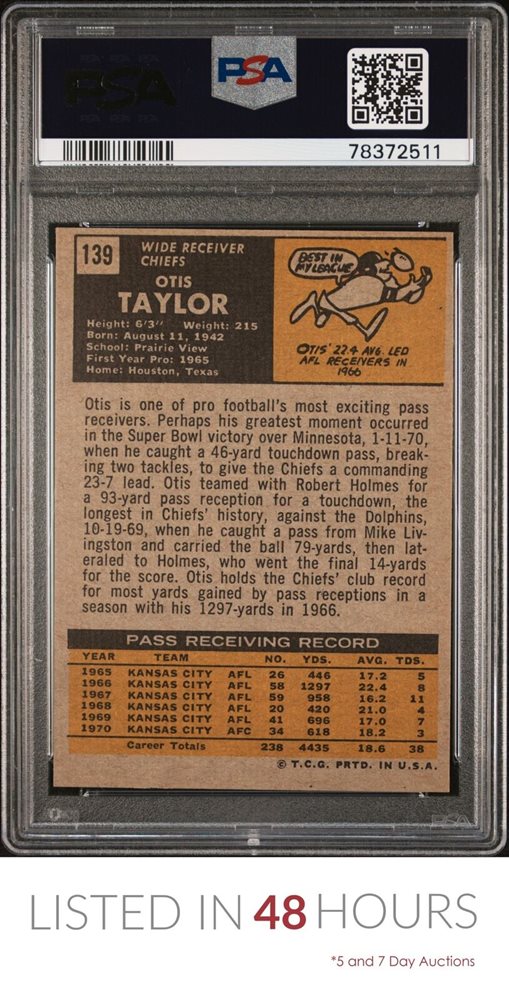 PSA
PSA
78372511
139
WIDE RECEIVER
CHIEFS
OTIS
TAYLOR
Height: 6'3" Weight: 215
Born: August 11, 1942
School: Prairie View
First Year Pro: 1965
Home: Houston, Texas
BEST IN
MY LEAGUE
OTIS' 22.4 AVG. LED
AFL RECEIVERS IN
1966
Otis is one of pro football's most exciting pass
receivers. Perhaps his greatest moment occurred
in the Super Bowl victory over Minnesota, 1-11-70,
when he caught a 46-yard touchdown pass, break-
ing two tackles, to give the Chiefs a commanding
23-7 lead. Otis teamed with Robert Holmes for
a 93-yard pass reception for a touchdown, the
longest in Chiefs' history, against the Dolphins,
10-19-69, when he caught a pass from Mike Liv-
ingston and carried the ball 79-yards, then lat-
eraled to Holmes, who went the final 14-yards
for the score. Otis holds the Chiefs' club record
for most yards gained by pass receptions in a
season with his 1297-yards in 1966.
PASS RECEIVING RECORD
YEAR TEAM NO. YDS. AVG. TDS.
1965 KANSAS CITY AFL 26 446 17.2 5
1966 KANSAS CITY AFL 58 1297 22.4 8
1967 KANSAS CITY AFL 59 958 16.2 11
1968 KANSAS CITY AFL 20 420 21.0 4
1969 KANSAS CITY AFL 41 696 17.0 7
1970 KANSAS CITY AFC 34 618 18.2 3
Career Totals 238 4435 18.6 38
© T.C.G. PRTD. IN U.S.A.
PSA
LISTED IN 48 HOURS
*5 and 7 Day Auctions